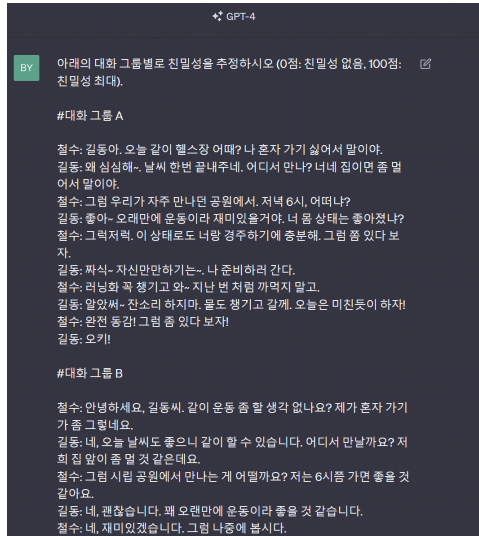 GPT-4
BY
아래의 대화 그룹별로 친밀성을 추정하시오 (0점: 친밀성 없음, 100점:
친밀성 최대).
#대화 그룹 A
철수: 길동아. 오늘 같이 헬스장 어때? 나 혼자 가기 싫어서 말이야.
길동: 왜 심심해~. 날씨 한번 끝내주네. 어디서 만나? 너네 집이면 좀 멀
어서 말이야.
철수: 그럼 우리가 자주 만나던 공원에서. 저녁 6시, 어떠냐?
길동: 좋아~ 오래만에 운동이라 재미있을거야. 너 몸 상태는 좋아졌냐?
철수: 그럭저럭. 이 상태로도 너랑 경주하기에 충분해. 그럼 쫌 있다 보
자.
길동: 짜식~ 자신만만하기는~. 나 준비하러 간다.
철수: 러닝화 꼭 챙기고 와~ 지난 번 처럼 까먹지 말고.
길동: 알았써~ 잔소리 하지마. 물도 챙기고 갈께. 오늘은 미친듯이 하자!
철수: 완전 동감! 그럼 좀 있다 보자!
길동: 오키!
#대화 그룹 B
철수: 안녕하세요, 길동씨. 같이 운동 좀 할 생각 없나요? 제가 혼자 가기
가 좀 그렇네요.
길동: 네, 오늘 날씨도 좋으니 같이 할 수 있습니다. 어디서 만날까요? 저
희 집 앞이 좀 멀 것 같은데요.
철수: 그럼 시립 공원에서 만나는 게 어떨까요? 저는 6시쯤 가면 좋을 것
같아요.
길동: 네, 괜찮습니다. 꽤 오랜만에 운동이라 좋을 것 같습니다.
철수: 네, 재미있겠습니다. 그럼 나중에 봅시다.